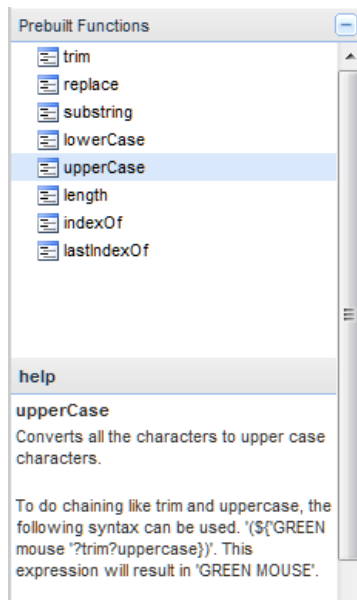 Prebuilt Functions
trim
replace
substring
lowerCase
upperCase
length
indexOf
lastIndexOf
help
upperCase
Converts all the characters to upper case
characters.
To do chaining like trim and uppercase, the
following syntax can be used. '(${'GREEN
mouse '?trim?uppercase})'. This
expression will result in 'GREEN MOUSE'.